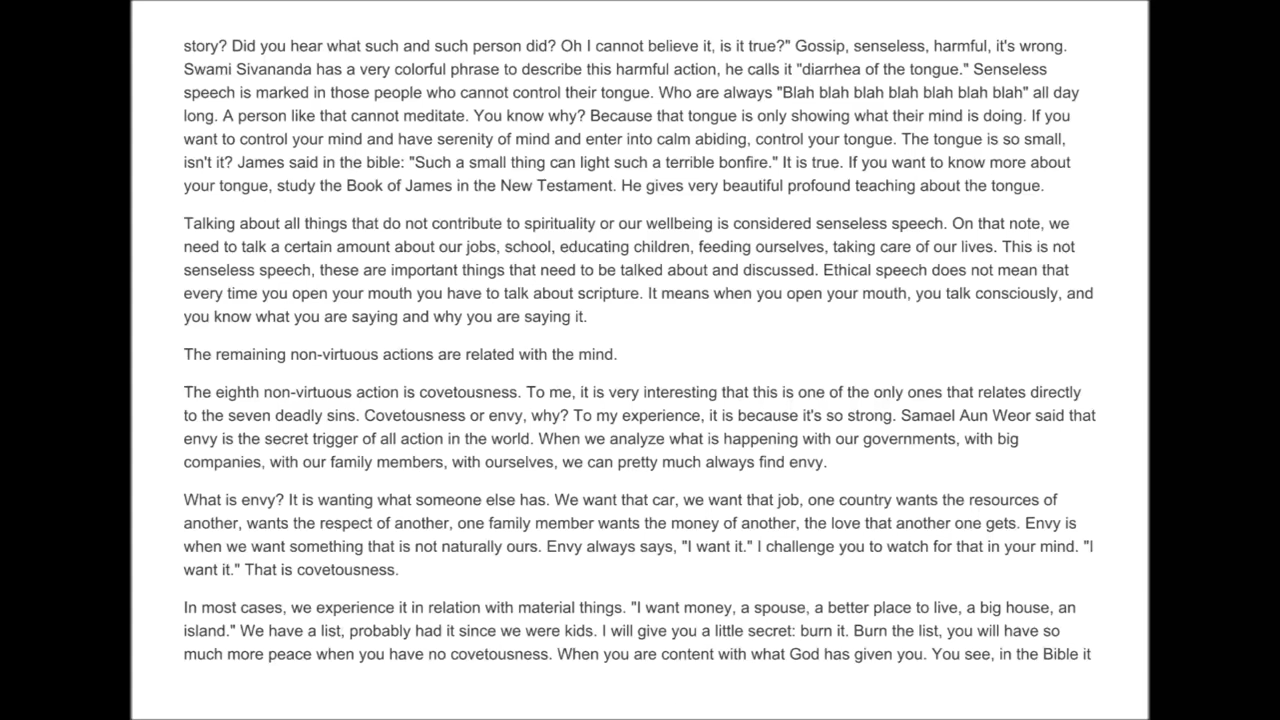 story? Did you hear what such and such person did? Oh I cannot believe it, is it true?" Gossip, senseless, harmful, it's wrong.
Swami Sivananda has a very colorful phrase to describe this harmful action, he calls it "diarrhea of the tongue." Senseless
speech is marked in those people who cannot control their tongue. Who are always "Blah blah blah blah blah blah blah" all day
long. A person like that cannot meditate. You know why? Because that tongue is only showing what their mind is doing. If you
want to control your mind and have serenity of mind and enter into calm abiding, control your tongue. The tongue is so small,
isn't it? James said in the bible: "Such a small thing can light such a terrible bonfire." It is true. If you want to know more about
your tongue, study the Book of James in the New Testament. He gives very beautiful profound teaching about the tongue.
Talking about all things that do not contribute to spirituality or our wellbeing is considered senseless speech. On that note, we
need to talk a certain amount about our jobs, school, educating children, feeding ourselves, taking care of our lives. This is not
senseless speech, these are important things that need to be talked about and discussed. Ethical speech does not mean that
every time you open your mouth you have to talk about scripture. It means when you open your mouth, you talk consciously, and
you know what you are saying and why you are saying it.
The remaining non-virtuous actions are related with the mind.
The eighth non-virtuous action is covetousness. To me, it is very interesting that this is one of the only ones that relates directly
to the seven deadly sins. Covetousness or envy, why? To my experience, it is because it's so strong. Samael Aun Weor said that
envy is the secret trigger of all action in the world. When we analyze what is happening with our governments, with big
companies, with our family members, with ourselves, we can pretty much always find envy.
What is envy? It is wanting what someone else has. We want that car, we want that job, one country wants the resources of
another, wants the respect of another, one family member wants the money of another, the love that another one gets. Envy is
when we want something that is not naturally ours. Envy always says, "I want it." I challenge you to watch for that in your mind. "I
want it." That is covetousness.
In most cases, we experience it in relation with material things. "I want money, a spouse, a better place to live, a big house, an
island." We have a list, probably had it since we were kids. I will give you a little secret: burn it. Burn the list, you will have so
much more peace when you have no covetousness. When you are content with what God has given you. You see, in the Bible it